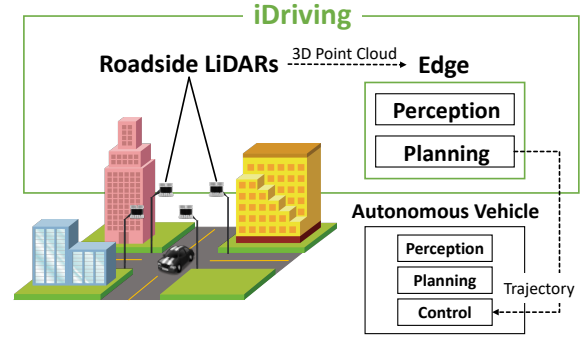 iDriving
Roadside LiDARs
3D Point Cloud
Edge
Perception
Planning
Autonomous Vehicle
Perception
Planning
Control
Trajectory